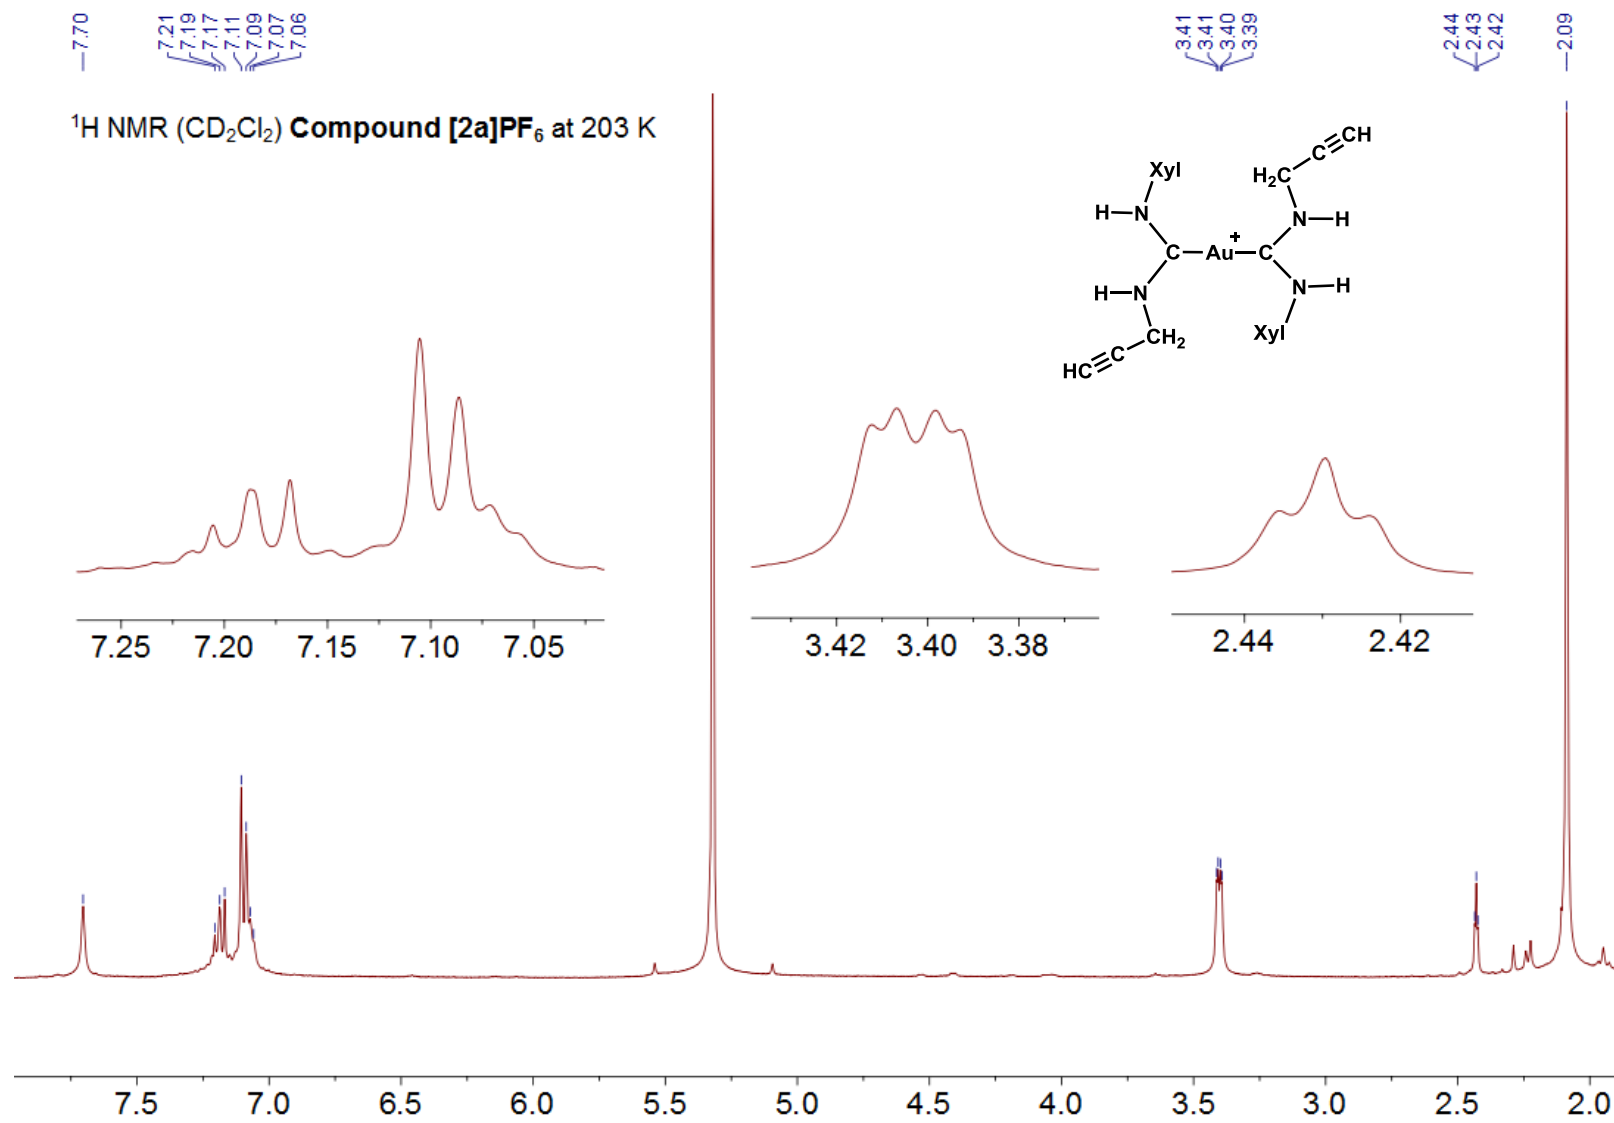 7.70
7.21
7.19
7.17
7.11
7.09
7.07
7.06
3.41
3.41
3.40
3.39
2.44
2.43
2.42
2.09
¹H NMR (CD₂Cl₂) Compound [2a]PF₆ at 203 K
Xyl
H₂C
C≡CH
H–N
N–H
C–Au⁺–C
H–N
N–H
CH₂
Xyl
HC≡C
7.25 7.20 7.15 7.10 7.05
3.42 3.40 3.38
2.44 2.42
7.5 7.0 6.5 6.0 5.5 5.0 4.5 4.0 3.5 3.0 2.5 2.0